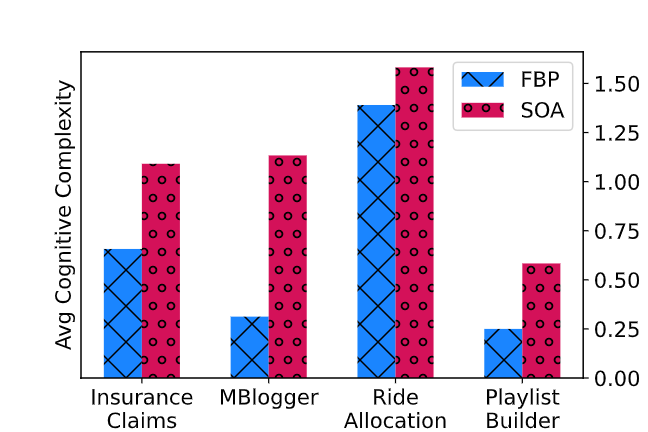 Avg Cognitive Complexity
FBP
SOA
1.50
1.25
1.00
0.75
0.50
0.25
0.00
Insurance
Claims
MBlogger
Ride
Allocation
Playlist
Builder